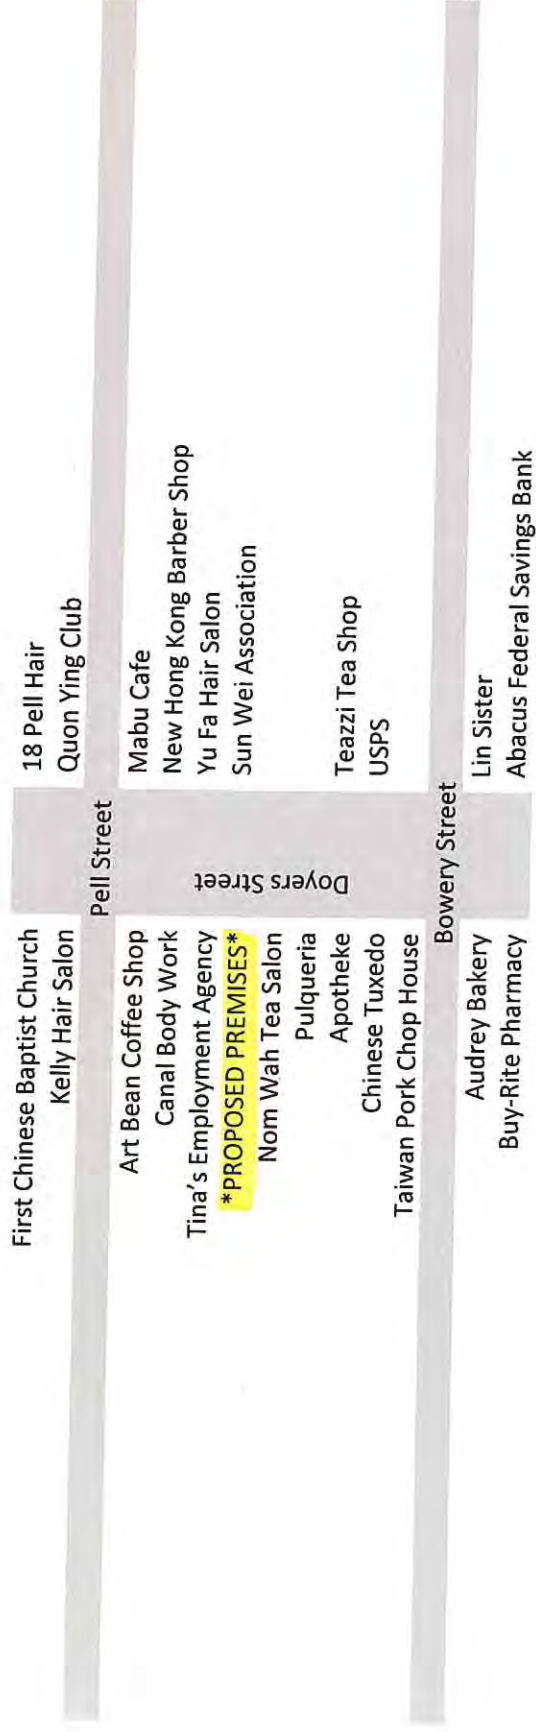 First Chinese Baptist Church
Kelly Hair Salon
18 Pell Hair
Quon Ying Club
Pell Street
Art Bean Coffee Shop
Canal Body Work
Tina's Employment Agency
*PROPOSED PREMISES*
Nom Wah Tea Salon
Pulqueria
Apotheke
Chinese Tuxedo
Taiwan Pork Chop House
Doyers Street
Mabu Cafe
New Hong Kong Barber Shop
Yu Fa Hair Salon
Sun Wei Association
Teazzi Tea Shop
USPS
Bowery Street
Audrey Bakery
Buy-Rite Pharmacy
Lin Sister
Abacus Federal Savings Bank